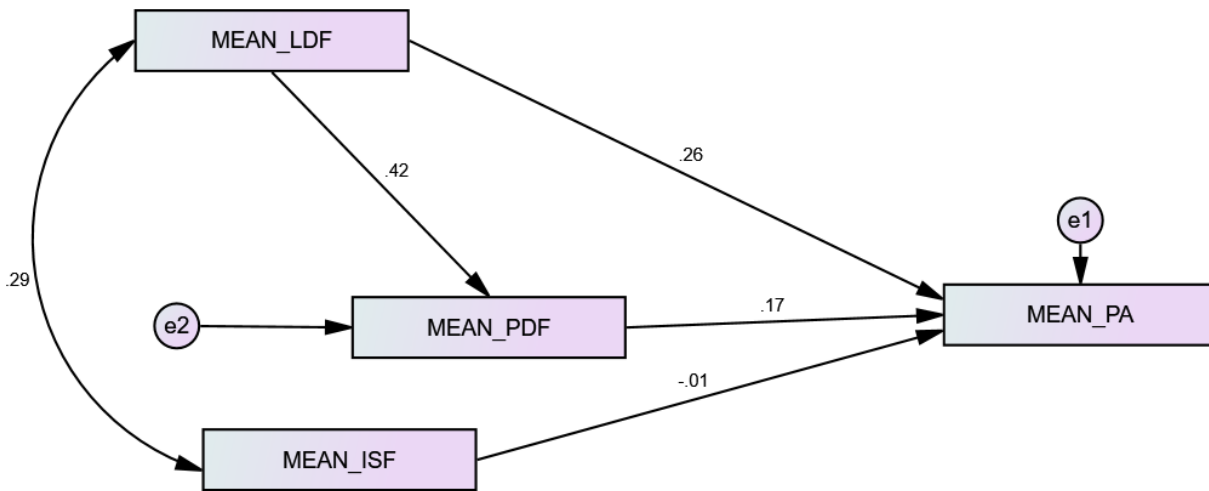 MEAN_LDF
.26
.42
e1
.29
MEAN_PA
e2
MEAN_PDF
.17
-.01
MEAN_ISF